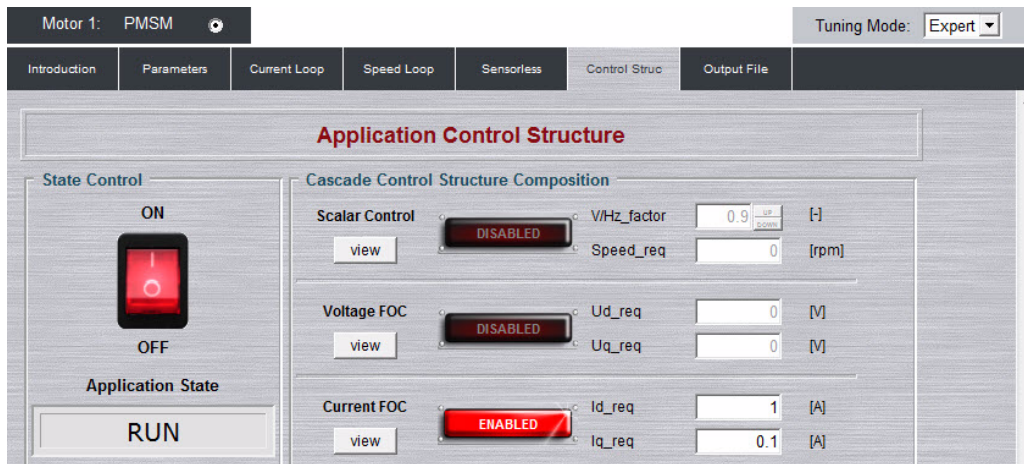 Motor 1: PMSM Tuning Mode: Expert
Introduction Parameters Current Loop Speed Loop Sensorless Control Struc Output File
Application Control Structure
State Control
ON
OFF
Application State
RUN
Cascade Control Structure Composition
Scalar Control DISABLED V/Hz_factor 0.9 UP DOWN [-]
view Speed_req 0 [rpm]
Voltage FOC DISABLED Ud_req 0 [V]
view Uq_req 0 [V]
Current FOC ENABLED Id_req 1 [A]
view Iq_req 0.1 [A]